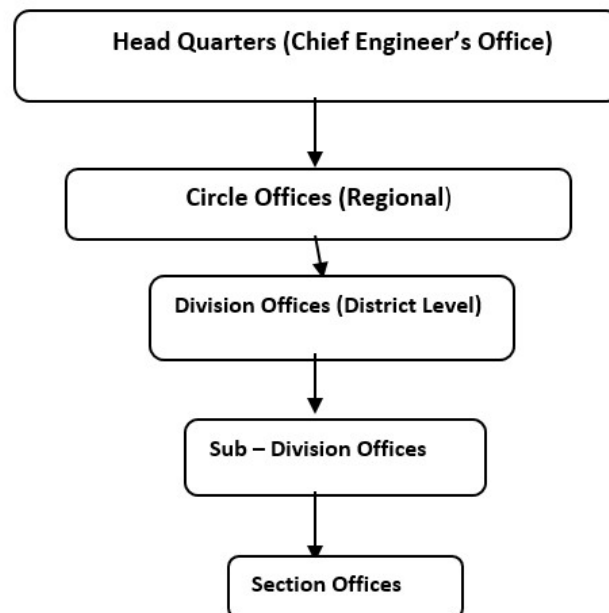 Head Quarters (Chief Engineer’s Office)
Circle Offices (Regional)
Division Offices (District Level)
Sub – Division Offices
Section Offices